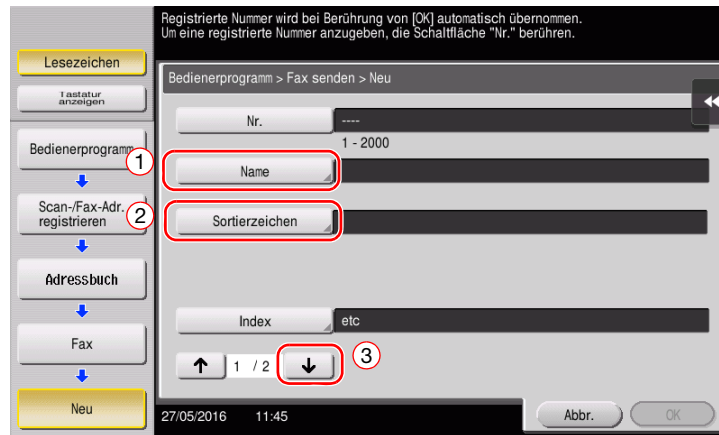 Registrierte Nummer wird bei Berührung von [OK] automatisch übernommen.
Um eine registrierte Nummer anzugeben, die Schaltfläche "Nr." berühren.
Lesezeichen
Tastatur
anzeigen
Bedienerprogramm
1
Scan-/Fax-Adr.
registrieren
2
Adressbuch
Fax
Neu
Bedienerprogramm > Fax senden > Neu
Nr.
----
1 - 2000
Name
Sortierzeichen
Index
etc
↑ 1 / 2 ↓
3
27/05/2016 11:45
Abbr.
OK